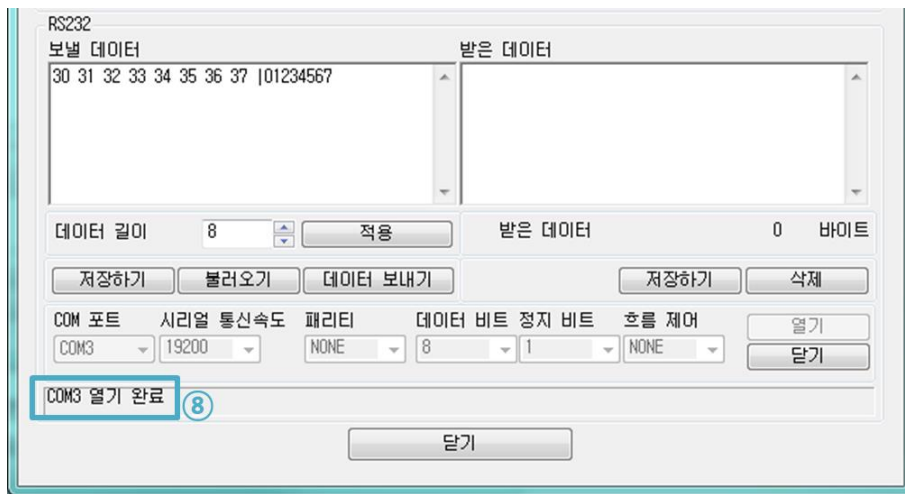 RS232
보낼 데이터 받은 데이터
30 31 32 33 34 35 36 37 |01234567
데이터 길이 8 적용 받은 데이터 0 바이트
저장하기 불러오기 데이터 보내기 저장하기 삭제
COM 포트 시리얼 통신속도 패리티 데이터 비트 정지 비트 흐름 제어 열기
COM3 19200 NONE 8 1 NONE 닫기
COM3 열기 완료 ⑧
닫기